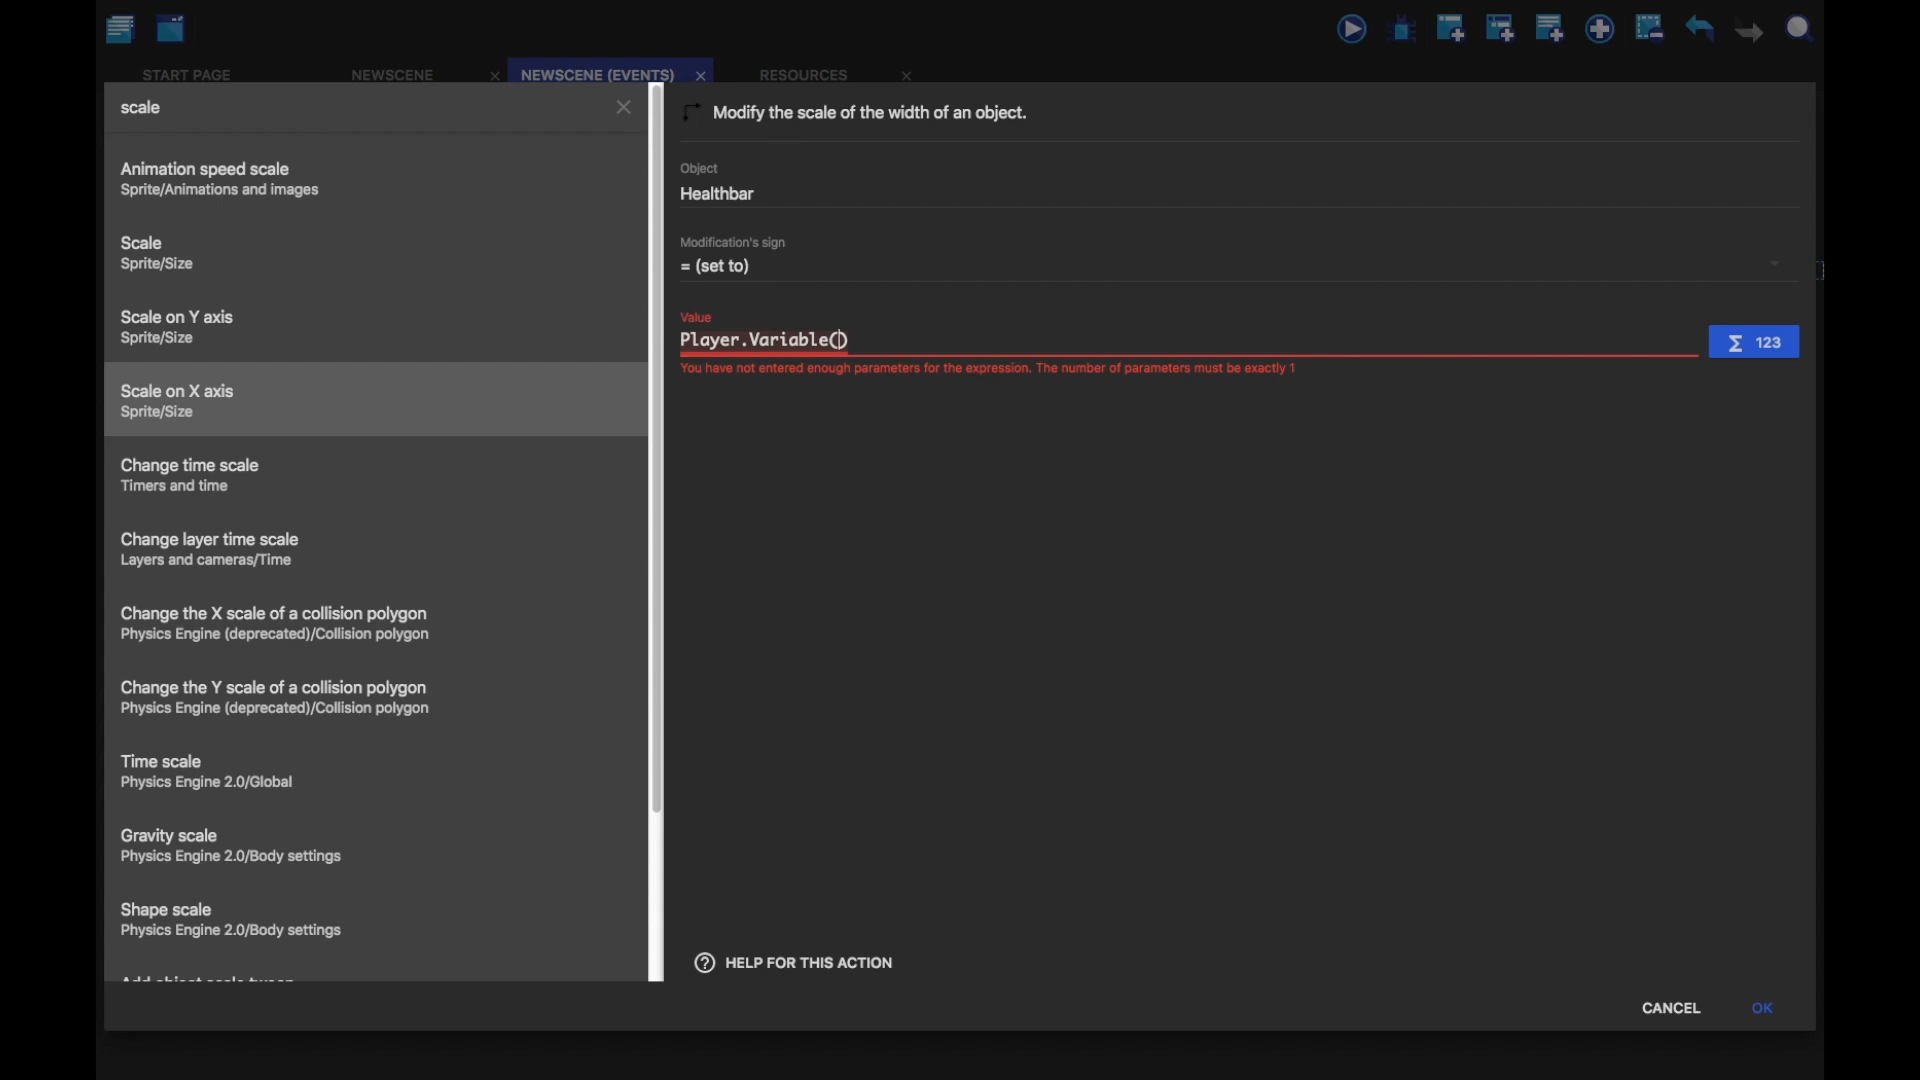 START PAGE
NEWSCENE
NEWSCENE (EVENTS)
RESOURCES
scale
Animation speed scale
Sprite/Animations and images
Scale
Sprite/Size
Scale on Y axis
Sprite/Size
Scale on X axis
Sprite/Size
Change time scale
Timers and time
Change layer time scale
Layers and cameras/Time
Change the X scale of a collision polygon
Physics Engine (deprecated)/Collision polygon
Change the Y scale of a collision polygon
Physics Engine (deprecated)/Collision polygon
Time scale
Physics Engine 2.0/Global
Gravity scale
Physics Engine 2.0/Body settings
Shape scale
Physics Engine 2.0/Body settings
Add object scale tween
Modify the scale of the width of an object.
Object
Healthbar
Modification's sign
= (set to)
Value
Player.Variable()
Σ 123
You have not entered enough parameters for the expression. The number of parameters must be exactly 1
HELP FOR THIS ACTION
CANCEL
OK